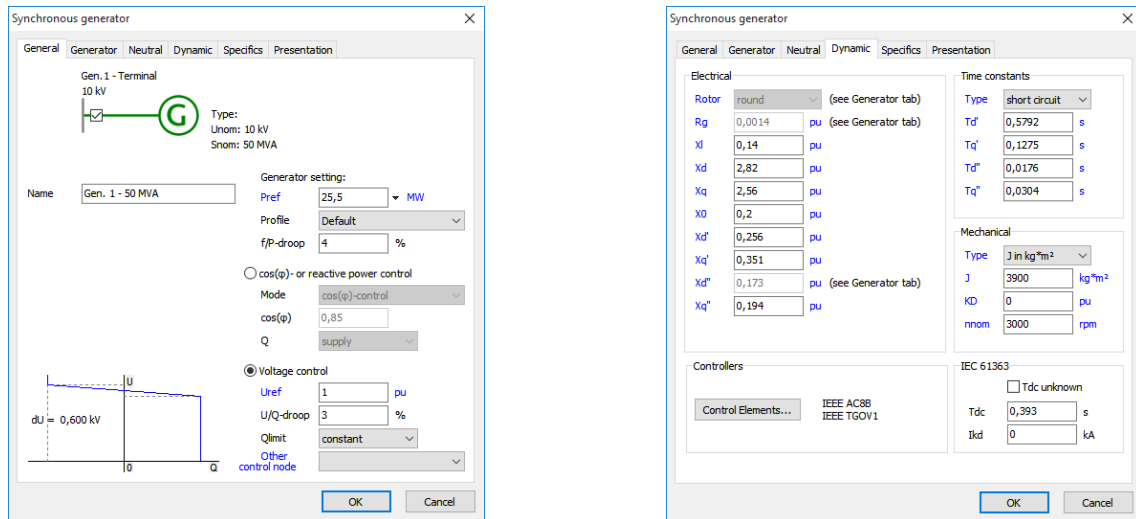 Synchronous generator
General Generator Neutral Dynamic Specifics Presentation
Gen.1 - Terminal
10 kV
G
Type:
Unom: 10 kV
Snom: 50 MVA
Name Gen. 1 - 50 MVA
Generator setting:
Pref 25,5 MW
Profile Default
f/P-droop 4 %
cos(φ)- or reactive power control
Mode cos(φ)-control
cos(φ) 0,85
Q supply
Voltage control
Uref 1 pu
U/Q-droop 3 %
Qlimit constant
Other
control node
U
dU = 0,600 kV
0 Q
OK Cancel
Synchronous generator
General Generator Neutral Dynamic Specifics Presentation
Electrical
Rotor round (see Generator tab)
Rg 0,0014 pu (see Generator tab)
Xl 0,14 pu
Xd 2,82 pu
Xq 2,56 pu
X0 0,2 pu
Xd' 0,256 pu
Xq' 0,351 pu
Xd" 0,173 pu (see Generator tab)
Xq" 0,194 pu
Time constants
Type short circuit
Td' 0,5792 s
Tq' 0,1275 s
Td" 0,0176 s
Tq" 0,0304 s
Mechanical
Type J in kg*m²
J 3900 kg*m²
KD 0 pu
nnom 3000 rpm
Controllers
Control Elements... IEEE AC8B
IEEE TGOV1
IEC 61363
Tdc unknown
Tdc 0,393 s
Ikd 0 kA
OK Cancel